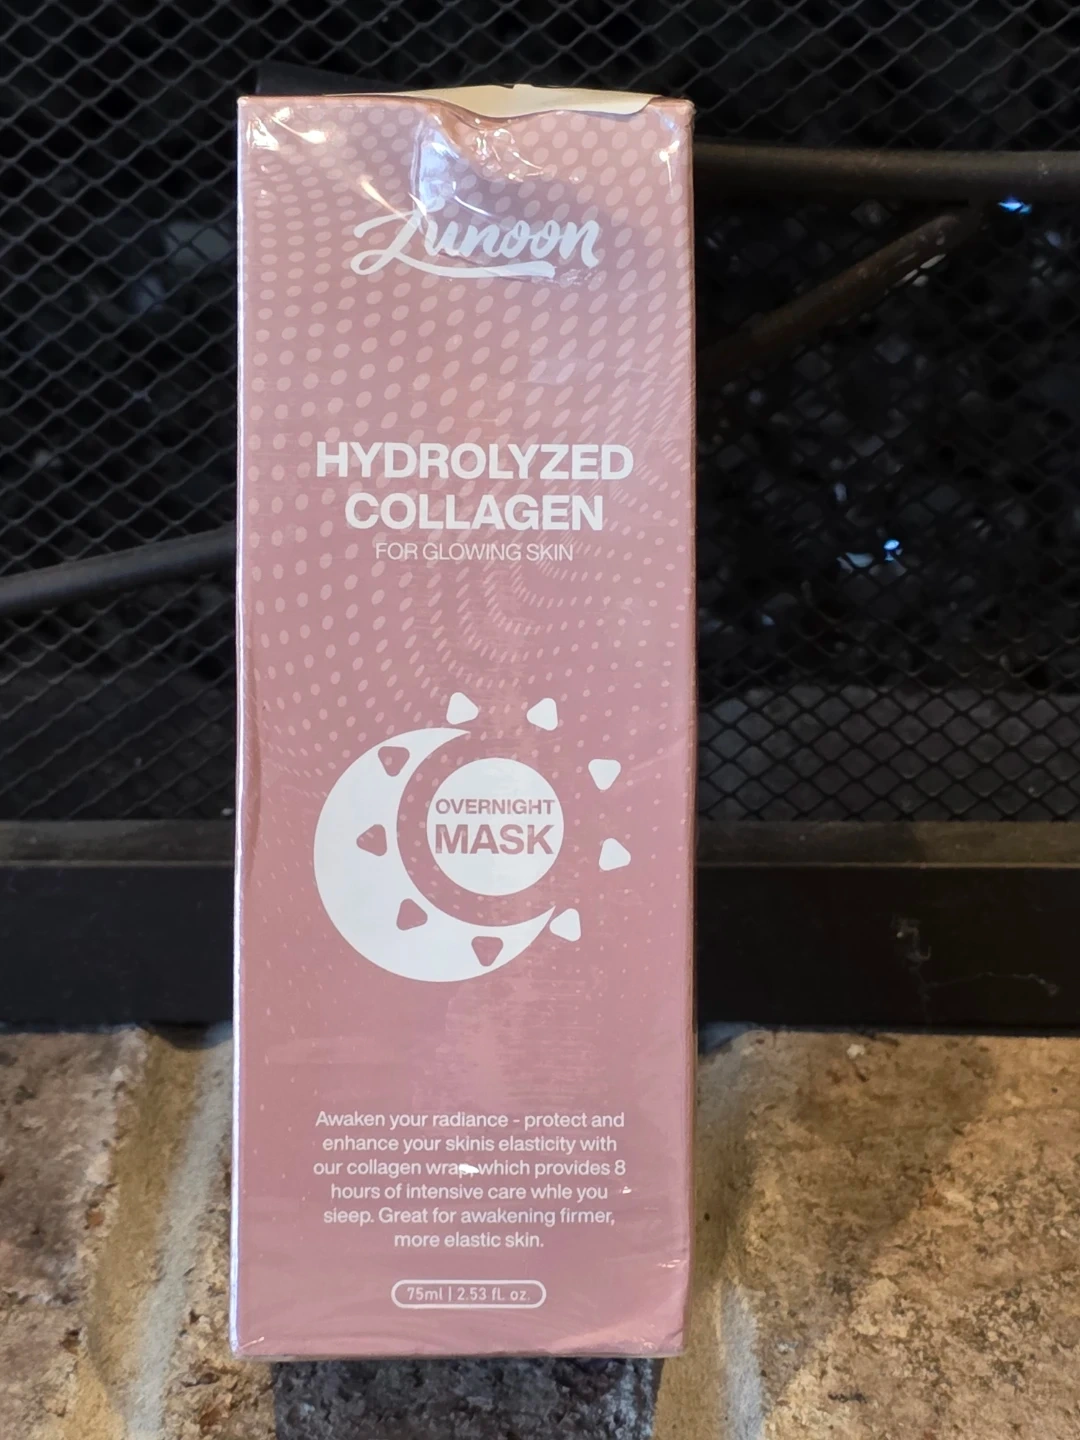 Lunoon
HYDROLYZED
COLLAGEN
FOR GLOWING SKIN
OVERNIGHT
MASK
Awaken your radiance - protect and
enhance your skinis elasticity with
our collagen wrap, which provides 8
hours of intensive care whle you
sieep. Great for awakening firmer,
more elastic skin.
75ml | 2.53 fl. oz.